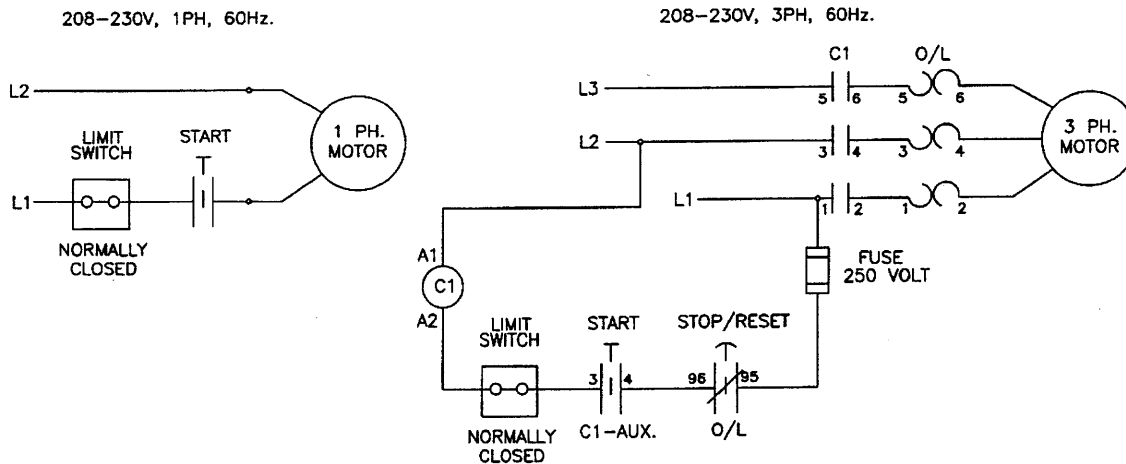 208-230V, 1PH, 60Hz.
L2
1 PH.
MOTOR
LIMIT
SWITCH
START
L1
NORMALLY
CLOSED
208-230V, 3PH, 60Hz.
C1
O/L
L3
5 6 5 6
L2
3 4 3 4
3 PH.
MOTOR
L1
1 2 1 2
FUSE
250 VOLT
A1
C1
A2
LIMIT
SWITCH
START
STOP/RESET
3 4
96 95
NORMALLY
CLOSED
C1-AUX.
O/L